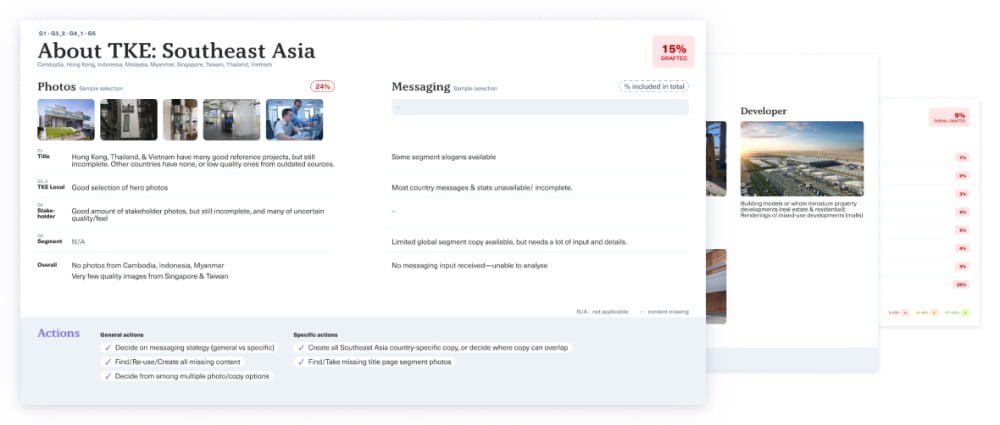 G1 · G3_2 · G4_1 · G6
About TKE: Southeast Asia
Cambodia, Hong Kong, Indonesia, Malaysia, Myanmar, Singapore, Taiwan, Thailand, Vietnam
15%
DRAFTED
Photos Sample selection
24%
Messaging Sample selection
% included in total
Title
Hong Kong, Thailand, & Vietnam have many good reference projects, but still
incomplete. Other countries have none, or low-quality ones from outdated sources.
Some segment slogans available
TKE Local
Good selection of hero photos
Most country messages & stats unavailable/ incomplete.
Stake-
holder
Good amount of stakeholder photos, but still incomplete, and many of uncertain
quality/feel
–
Segment
N/A
Limited global segment copy available, but needs a lot of input and details.
Overall
No photos from Cambodia, Indonesia, Myanmar
Very few quality images from Singapore & Taiwan
No messaging input received—unable to analyse
N/A : not applicable
- - : content missing
Actions
General actions
✓ Decide on messaging stategy (general vs specific)
✓ Find/Re-use/Create all missing content
✓ Decide from among multiple photo/copy options
Specific actions
✓ Create all Southeast Asia country-specific copy, or decide where copy can overlap
✓ Find/Take missing title page segment photos
Developer
Building models or whole miniature property
developments (real estate & residential);
Renderings of mixed-use developments (malls)
9%
OVERALL DRAFTED
7%
0%
3%
6%
5%
4%
3%